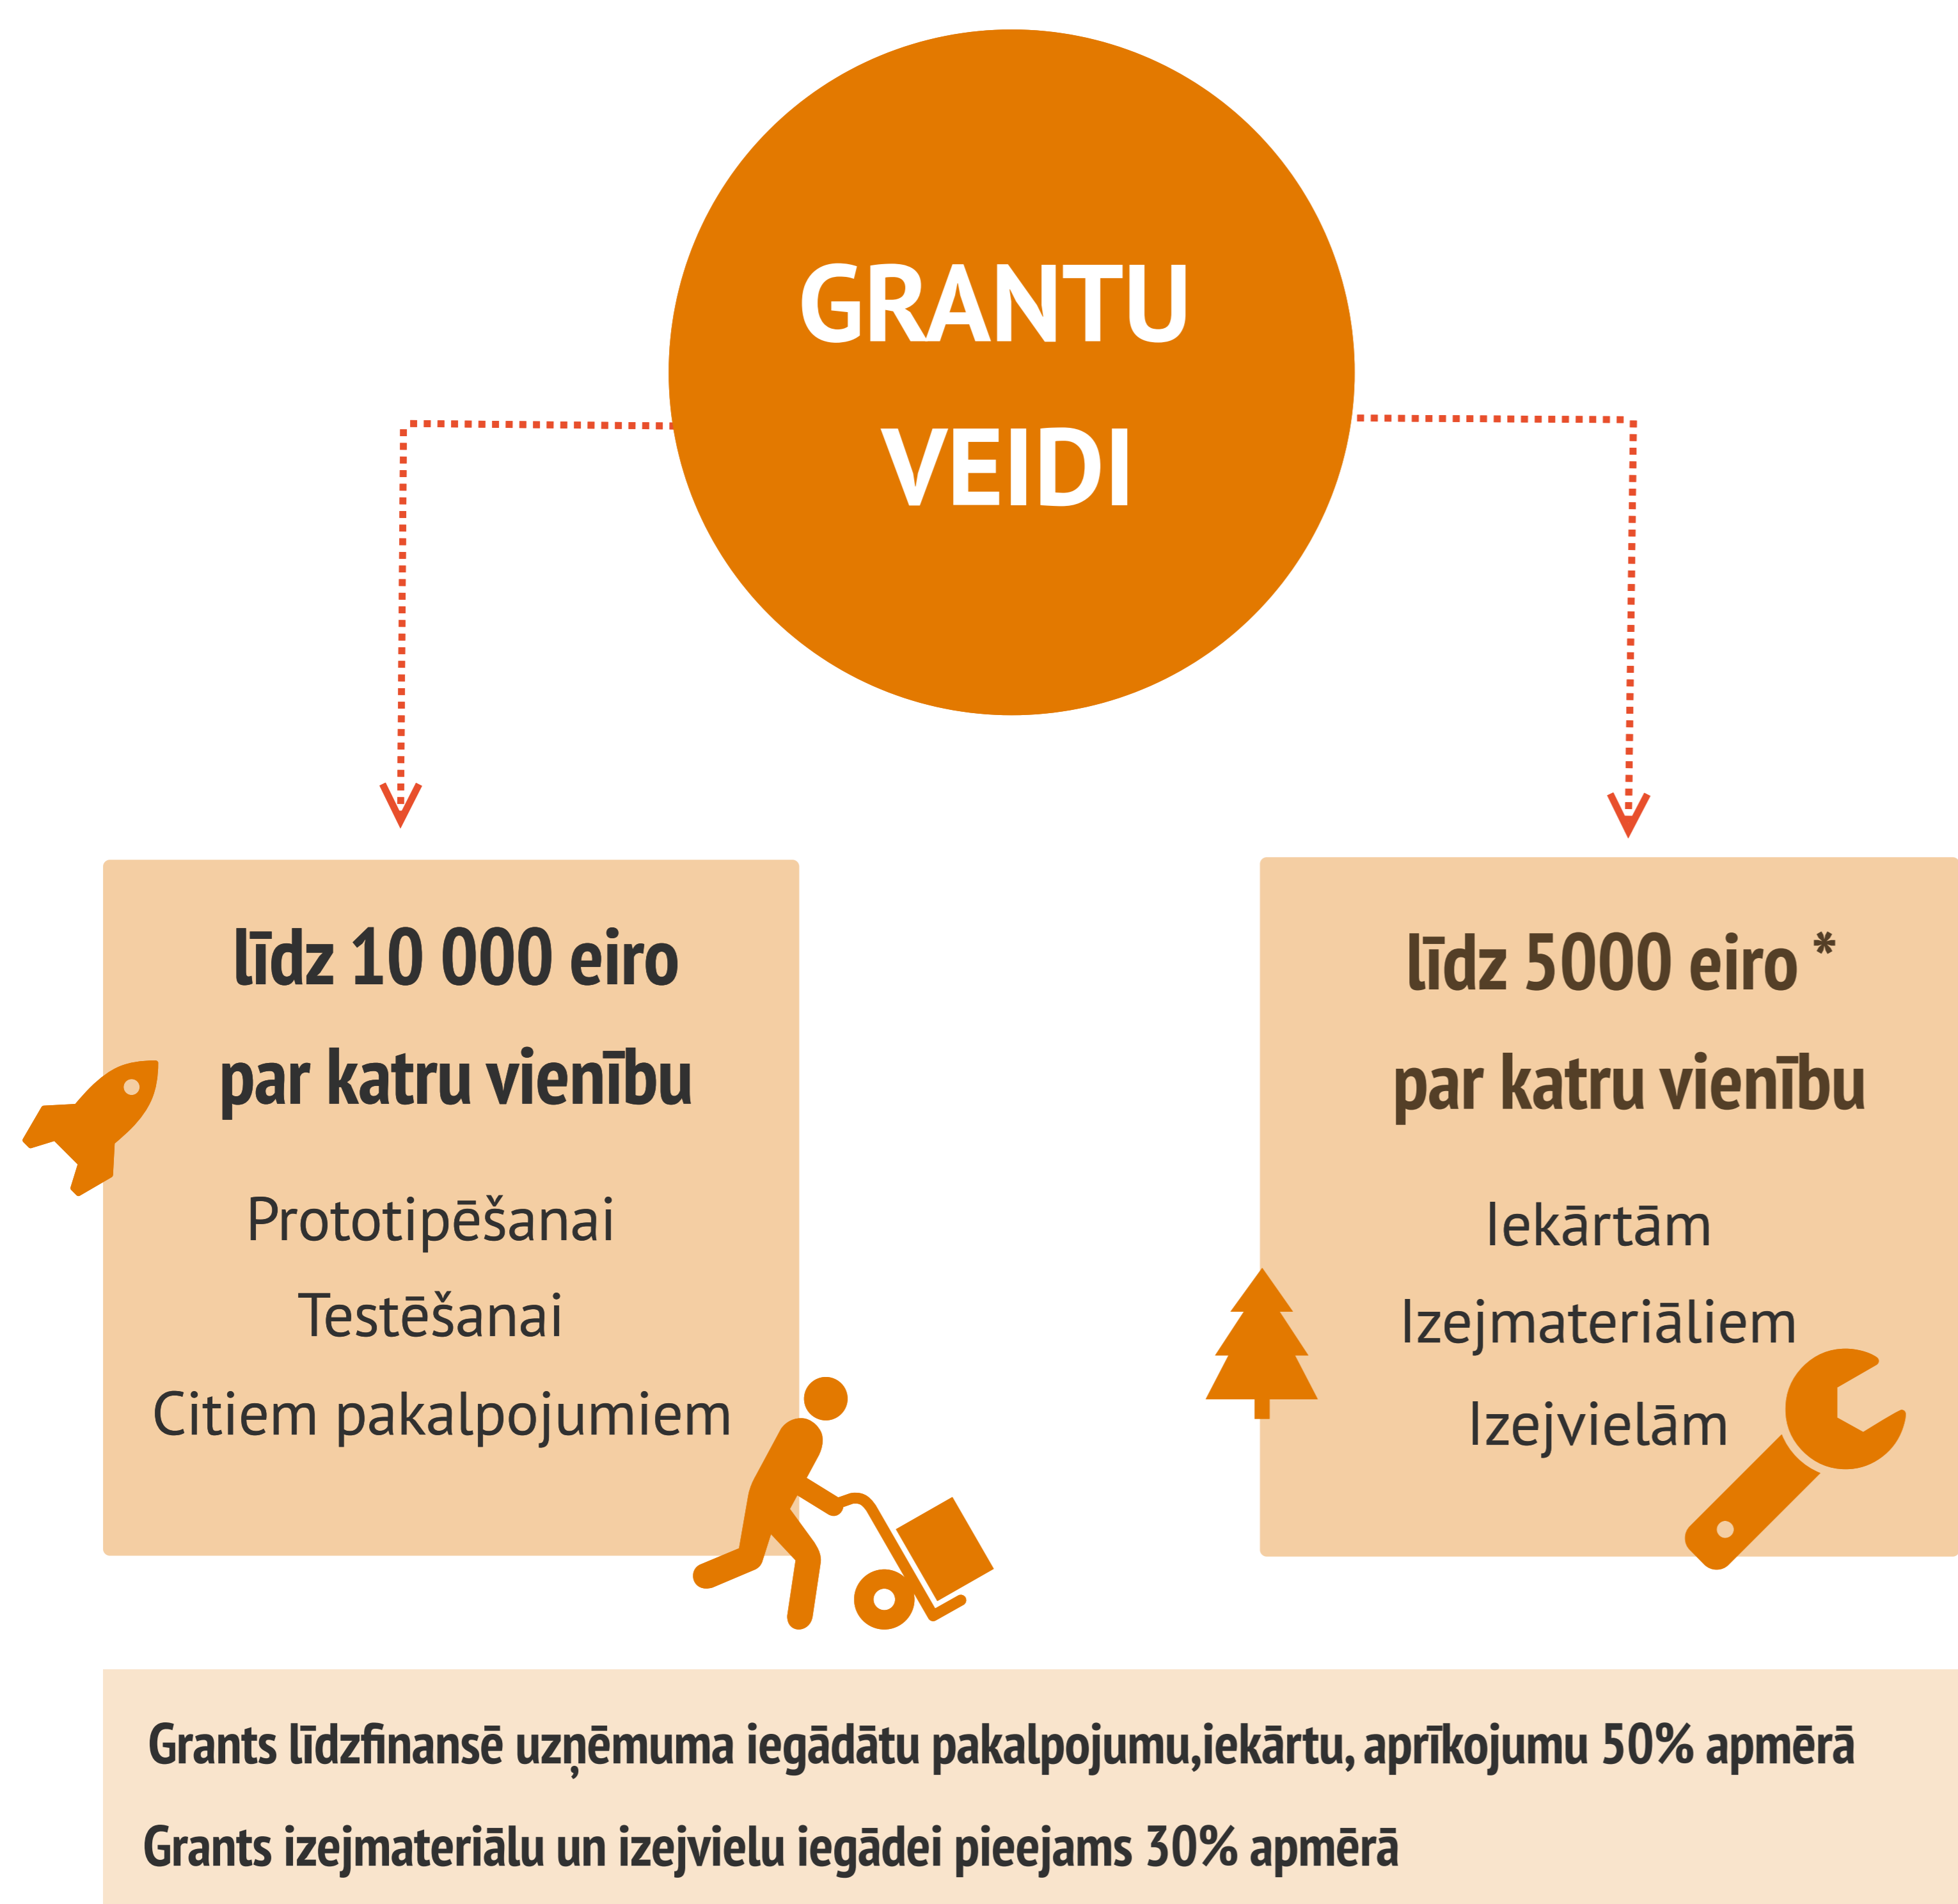 GRANTU
VEIDI
līdz 10 000 eiro
par katru vienību
Prototipēšanai
Testēšanai
Citiem pakalpojumiem
līdz 5000 eiro *
par katru vienību
Iekārtām
Izejmateriāliem
Izejvielām
Grants līdzfinansē uzņēmuma iegādātu pakalpojumu,iekārtu, aprīkojumu 50% apmērā
Grants izejmateriālu un izejvielu iegādei pieejams 30% apmērā